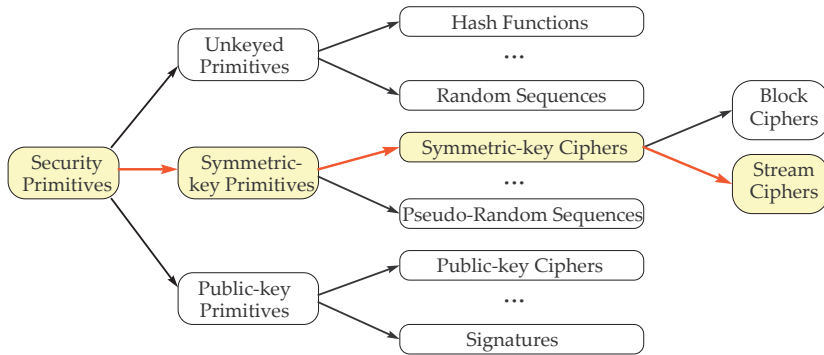 Security
Primitives
Unkeyed
Primitives
Hash Functions
...
Random Sequences
Symmetric-
key Primitives
Symmetric-key Ciphers
...
Pseudo-Random Sequences
Block
Ciphers
Stream
Ciphers
Public-key
Primitives
Public-key Ciphers
...
Signatures